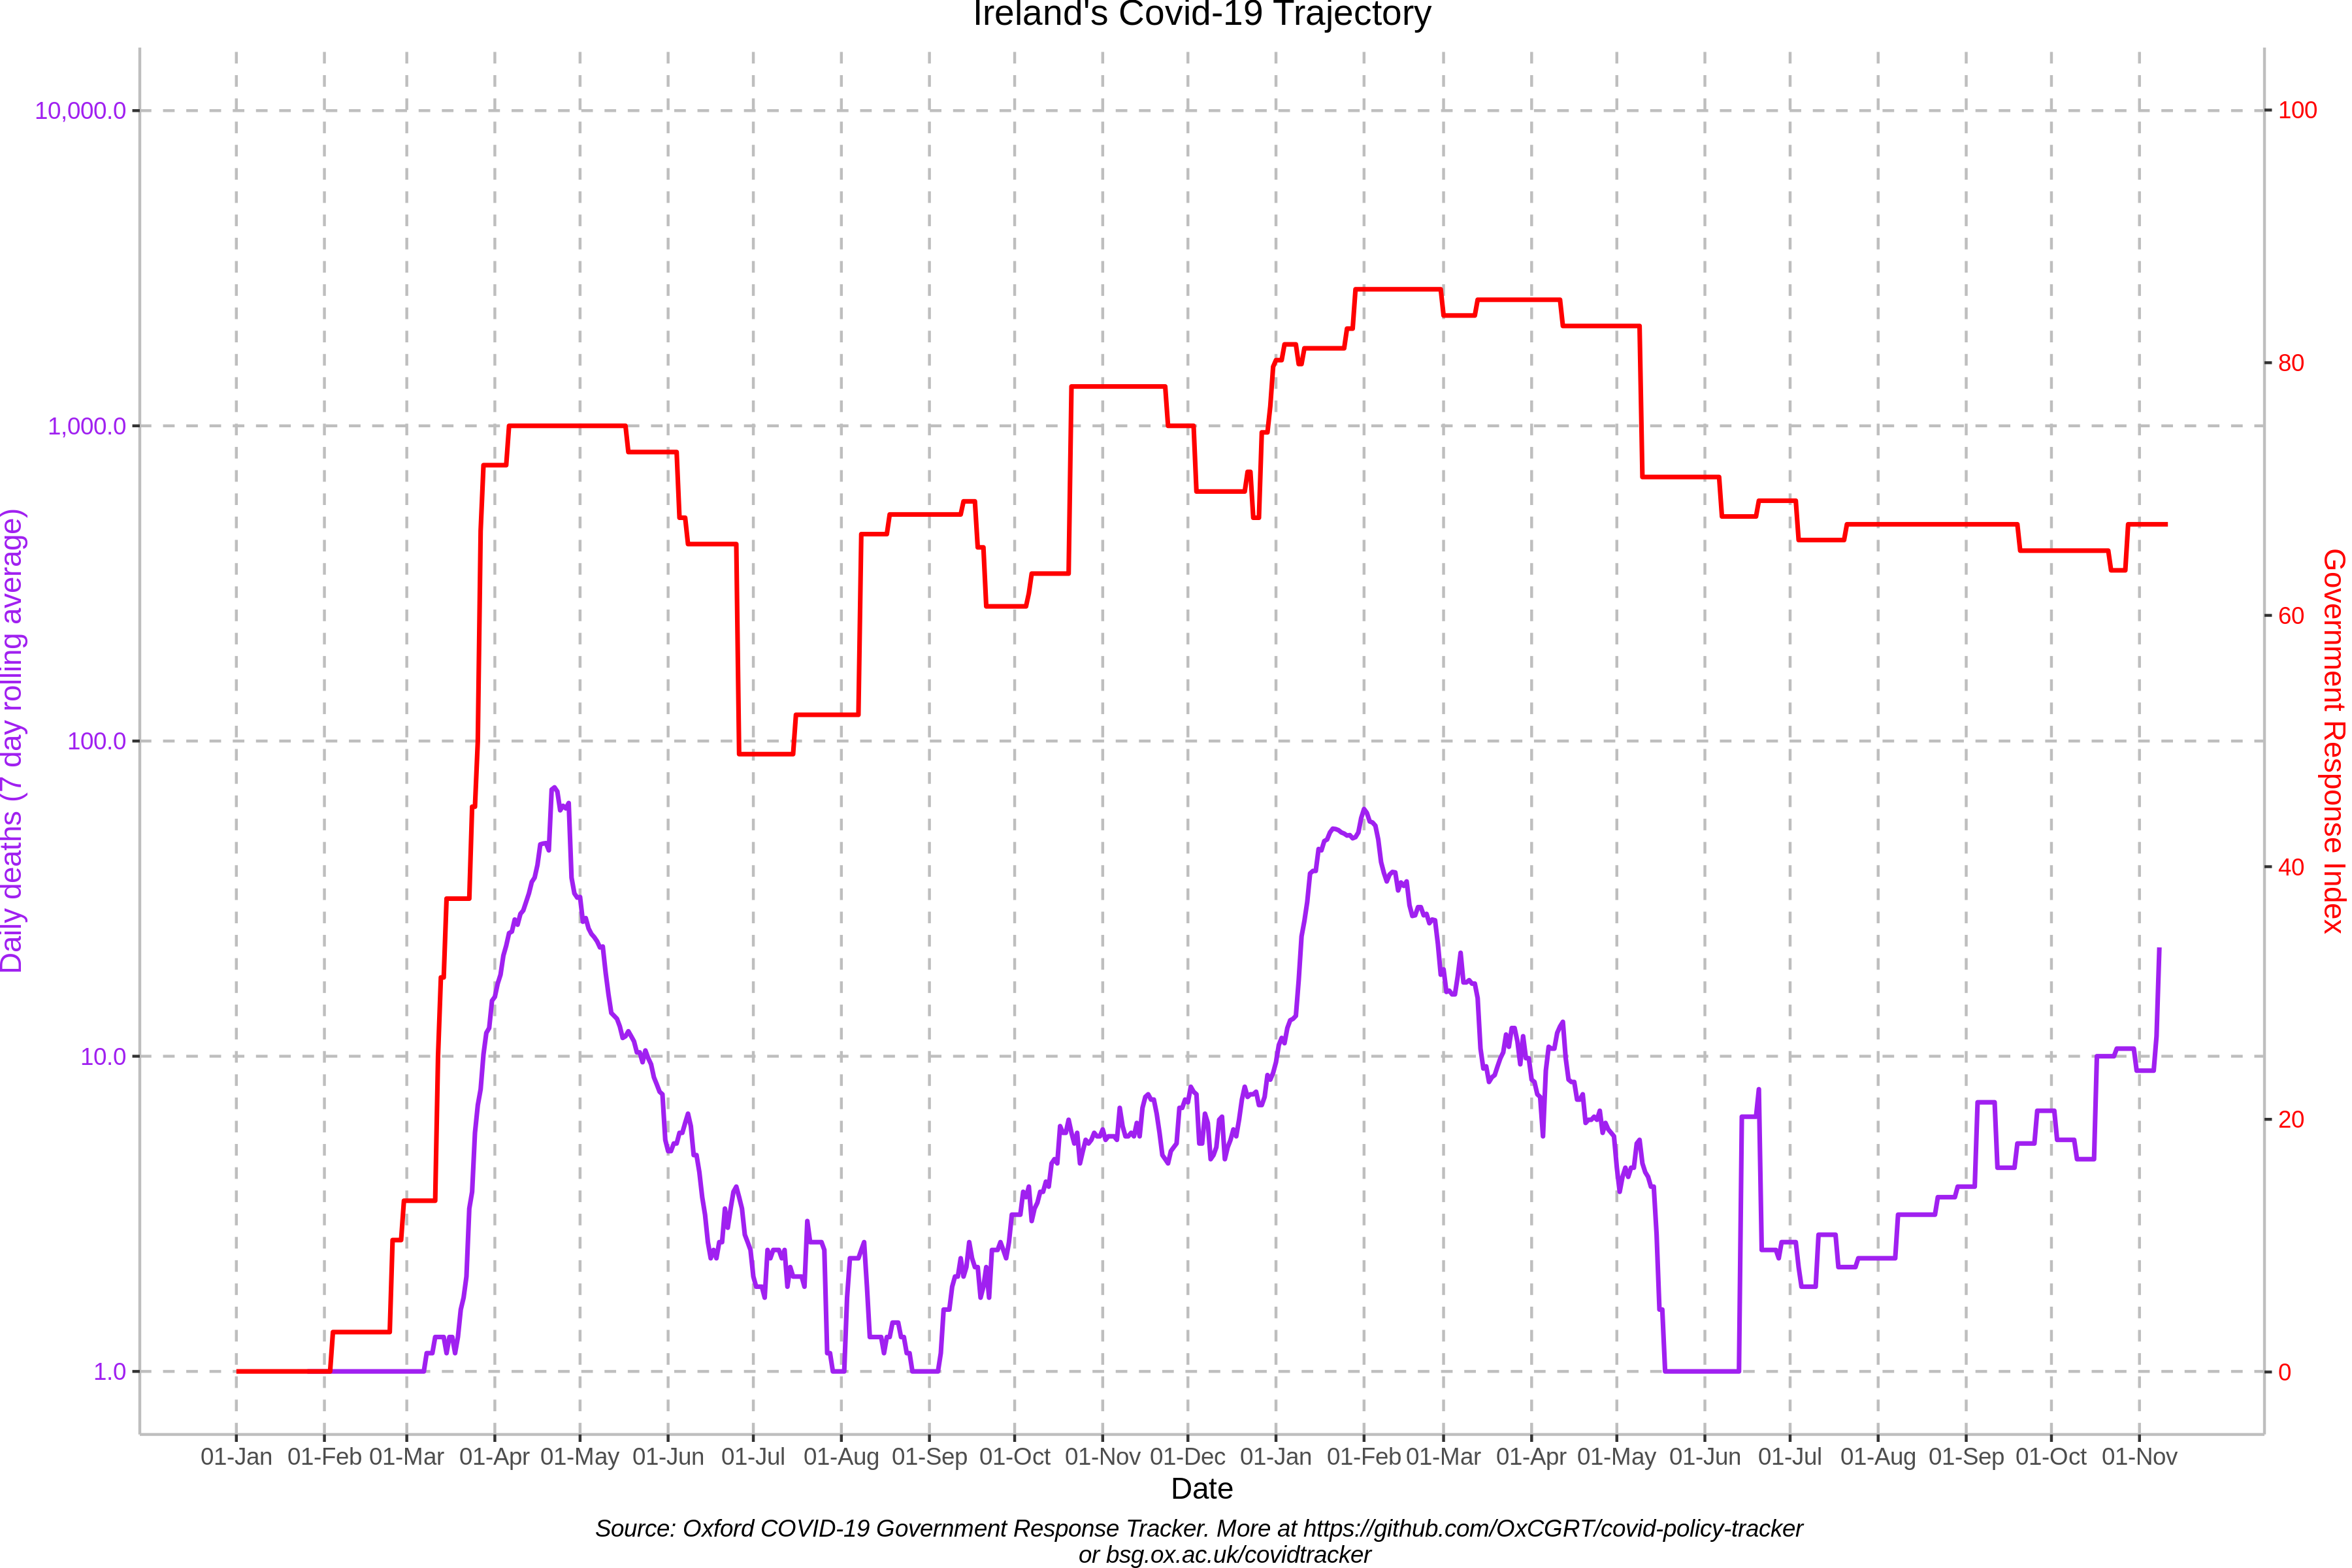 Ireland's Covid-19 Trajectory
10,000.0
1,000.0
100.0
10.0
1.0
Daily deaths (7 day rolling average)
100
80
60
40
20
0
Government Response Index
01-Jan 01-Feb 01-Mar 01-Apr 01-May 01-Jun 01-Jul 01-Aug 01-Sep 01-Oct 01-Nov 01-Dec 01-Jan 01-Feb 01-Mar 01-Apr 01-May 01-Jun 01-Jul 01-Aug 01-Sep 01-Oct 01-Nov
Date
Source: Oxford COVID-19 Government Response Tracker. More at https://github.com/OxCGRT/covid-policy-tracker
or bsg.ox.ac.uk/covidtracker